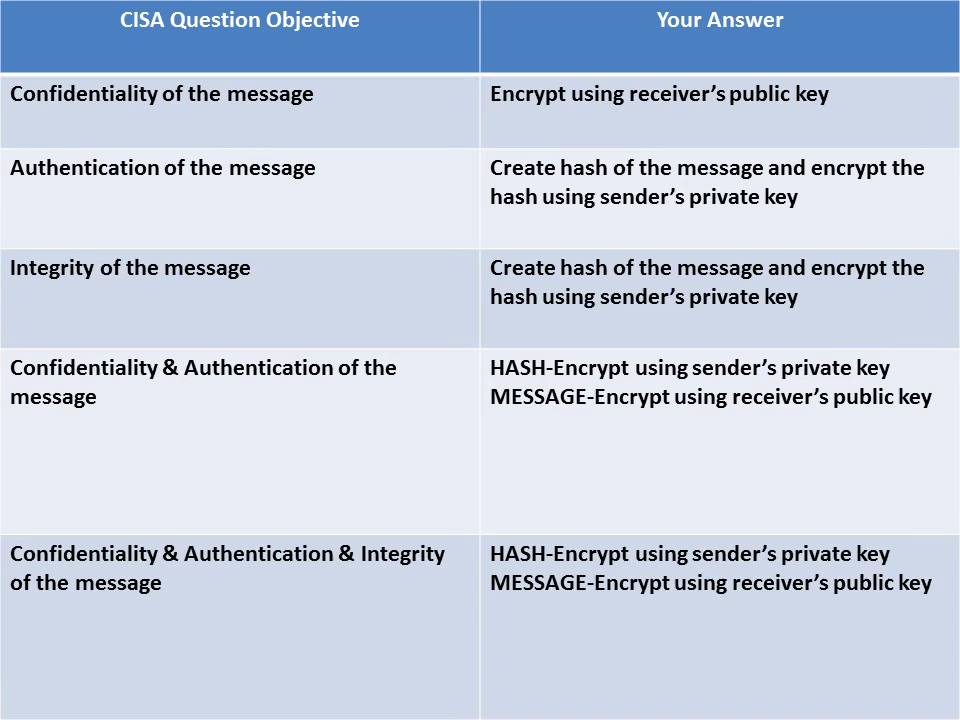 CISA Question Objective
Your Answer
Confidentiality of the message
Encrypt using receiver's public key
Authentication of the message
Create hash of the message and encrypt the
hash using sender's private key
Integrity of the message
Create hash of the message and encrypt the
hash using sender's private key
Confidentiality & Authentication of the
message
HASH-Encrypt using sender's private key
MESSAGE-Encrypt using receiver's public key
Confidentiality & Authentication & Integrity
of the message
HASH-Encrypt using sender's private key
MESSAGE-Encrypt using receiver's public key